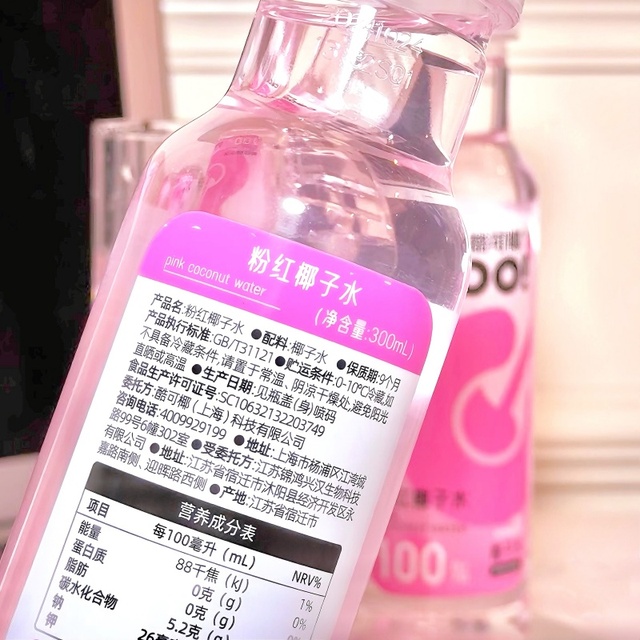 粉红椰子水
pink coconut water
(净含量:300mL)
产品名:粉红椰子水 ●配料:椰子水 ●保质期:9个月
产品执行标准:GB/T31121 ●贮运条件:0-10℃冷藏,如
不具备冷藏条件:请置于常温、阴凉干燥处,避免阳光
直晒或高温 ●生产日期:见瓶盖(身)喷码
食品生产许可证号:SC10632132203749
委托方:酷可椰(上海)科技有限公司
咨询电话:4009929199 ●地址:上海市杨浦区江湾城
路99号6幢302室 ●受委托方:江苏锦鸿兴汉生物科技
有限公司 ●地址:江苏省宿迁市沭阳县经济开发区永
嘉路南侧、迎晖路西侧 ●产地:江苏省宿迁市
营养成分表
项目 每100毫升(mL) NRV%
能量 88千焦(kj) 1%
蛋白质 0克(g) 0%
脂肪 0克(g)
碳水化合物 5.2克(g)
钠
钾
椰子水
100%